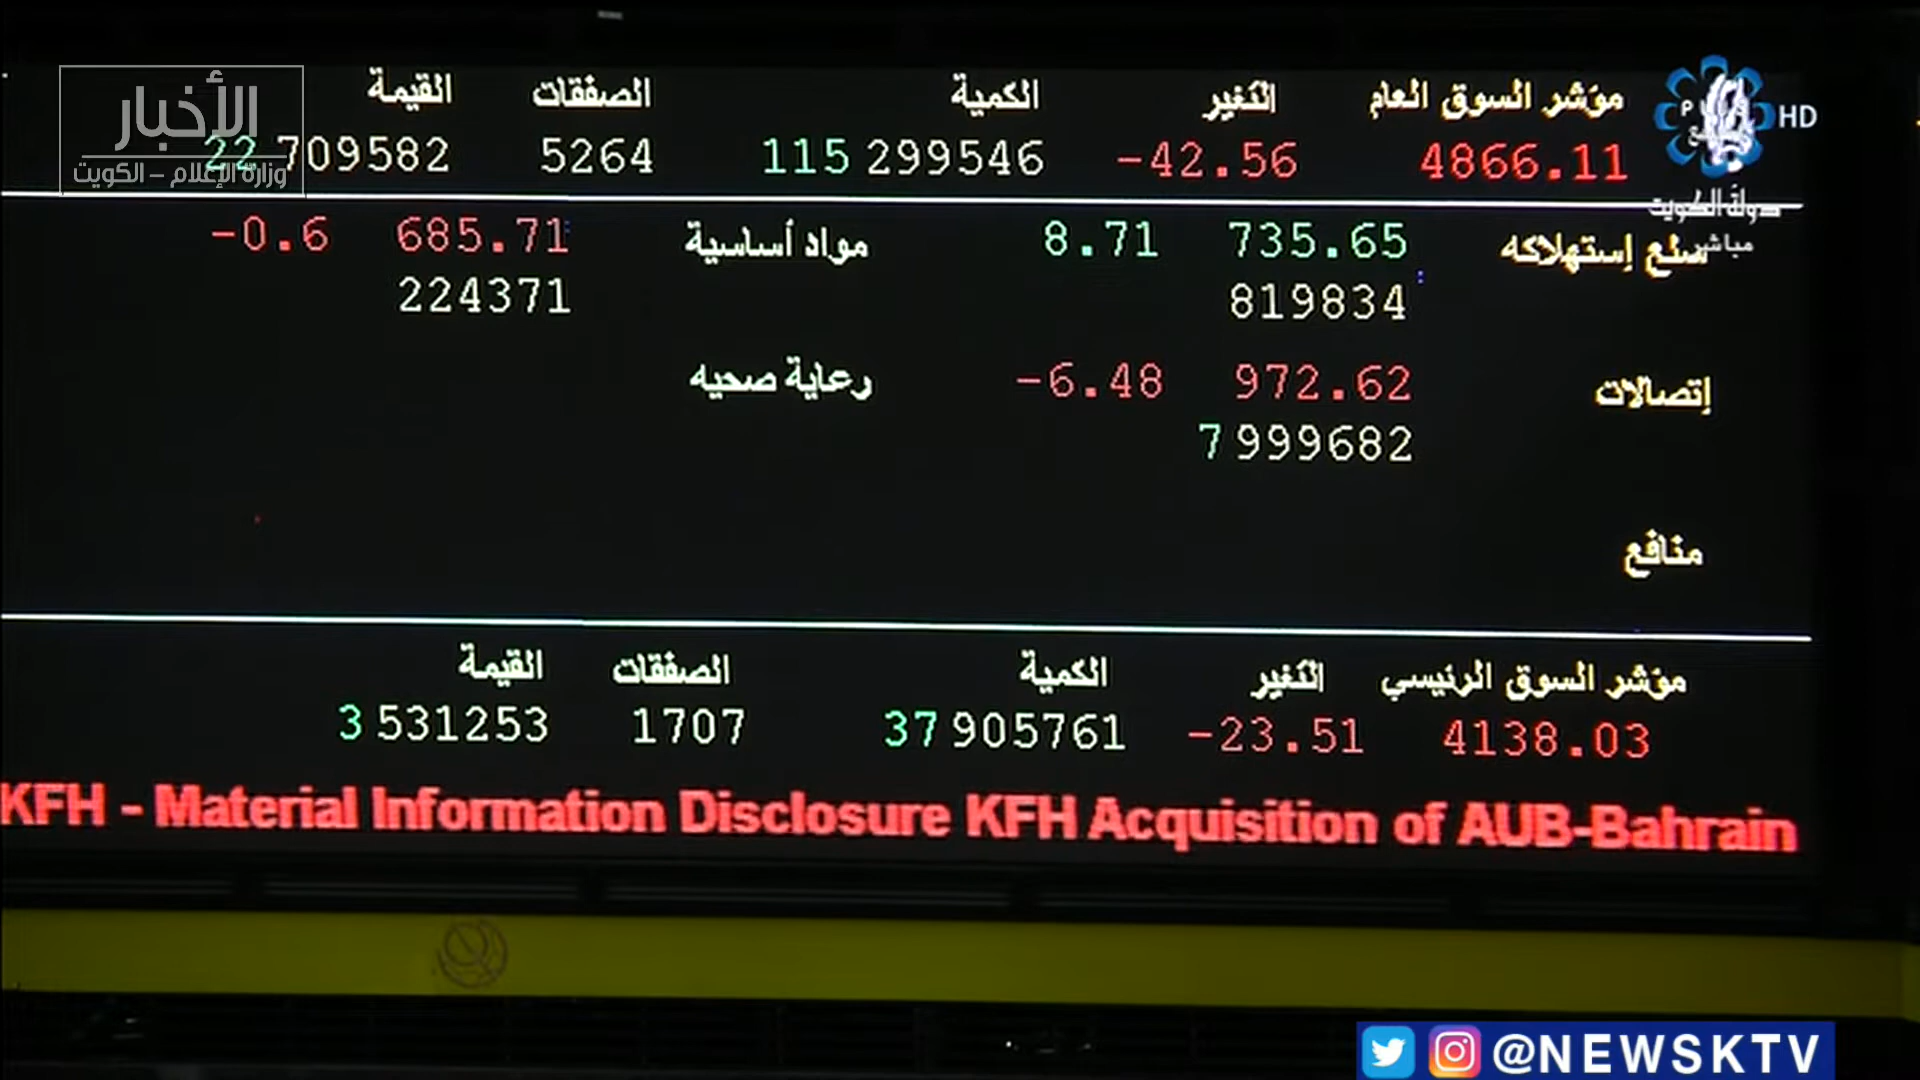 الأخبار
وزارة الإعلام – الكويت
HD
دولة الكويت
مباشر
مؤشر السوق العام التغير الكمية الصفقات القيمة
4866.11 -42.56 115 299546 5264 22 709582
سلع إستهلاكه 735.65 8.71 مواد أساسية 685.71 -0.6
819834 224371
إتصالات 972.62 -6.48 رعاية صحيه
7 999682
منافع
مؤشر السوق الرئيسي التغير الكمية الصفقات القيمة
4138.03 -23.51 37 905761 1707 3 531253
KFH - Material Information Disclosure KFH Acquisition of AUB-Bahrain
@NEWSKTV